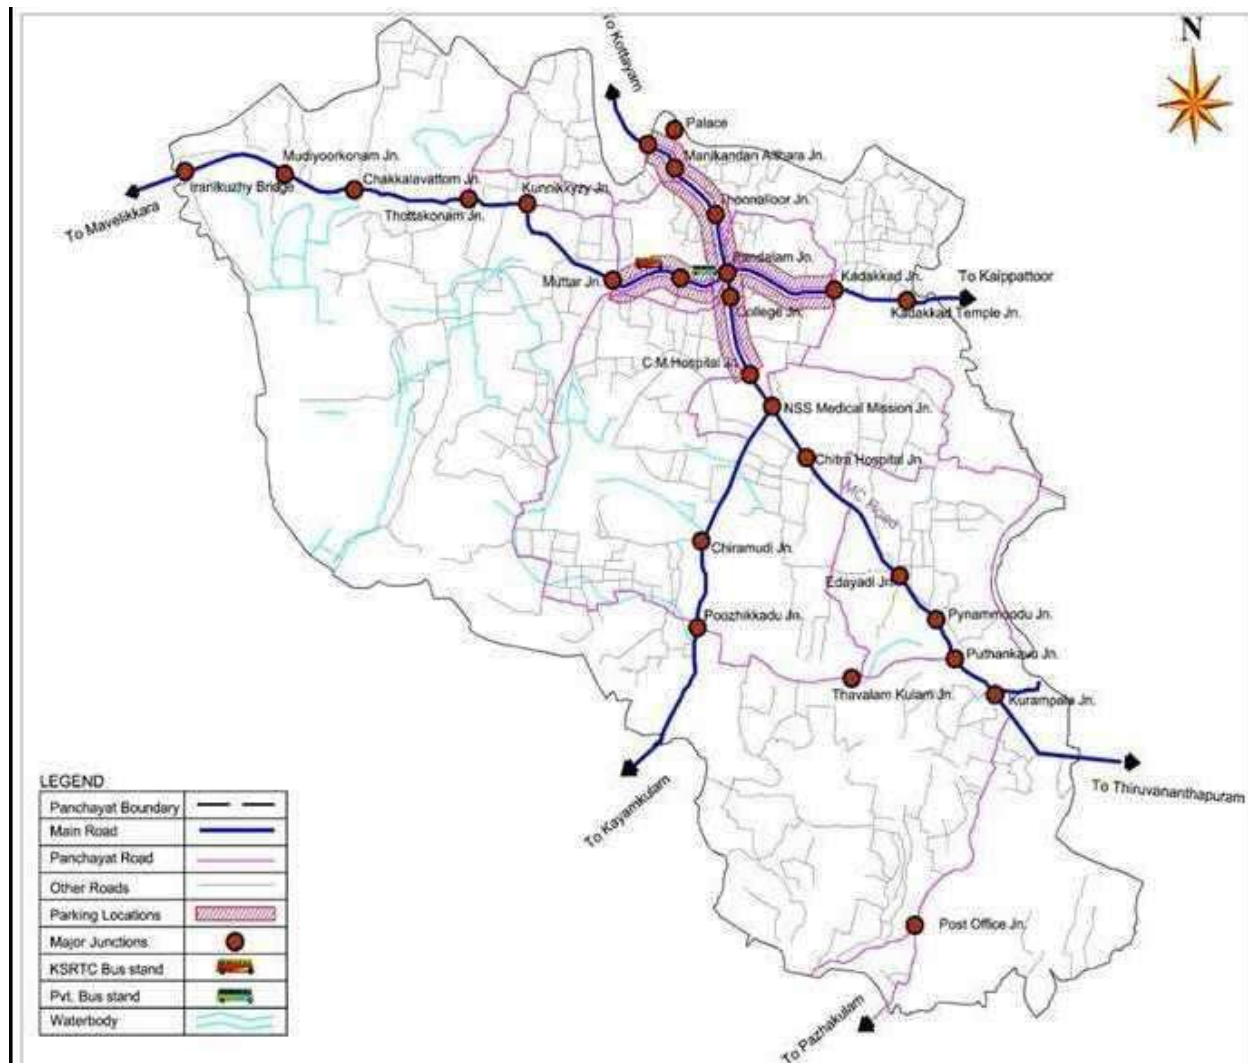 N
To Kottayam
Palace
Manikandan Althara Jn.
Mudiyoorkonam Jn.
Iranikuzhy Bridge
Chakkalavattom Jn.
Kunnikkyzy Jn.
Thottakonam Jn.
Thonnalloor Jn.
To Mavelikkara
Pandalam Jn.
Muttar Jn.
Kadakkad Jn.
To Kaippattoor
College Jn.
Kadakkad Temple Jn.
C.M.Hospital Jn.
NSS Medical Mission Jn.
Chitra Hospital Jn.
MC Road
Chiramudi Jn.
Edayadi Jn.
Poozhikkadu Jn.
Pynammoodu Jn.
Puthankavu Jn.
Thavalam Kulam Jn.
Kurampala Jn.
To Thiruvananthapuram
To Kayamkulam
Post Office Jn.
To Pazhakulam
LEGEND
Panchayat Boundary
Main Road
Panchayat Road
Other Roads
Parking Locations
Major Junctions
KSRTC Bus stand
Pvt. Bus stand
Waterbody